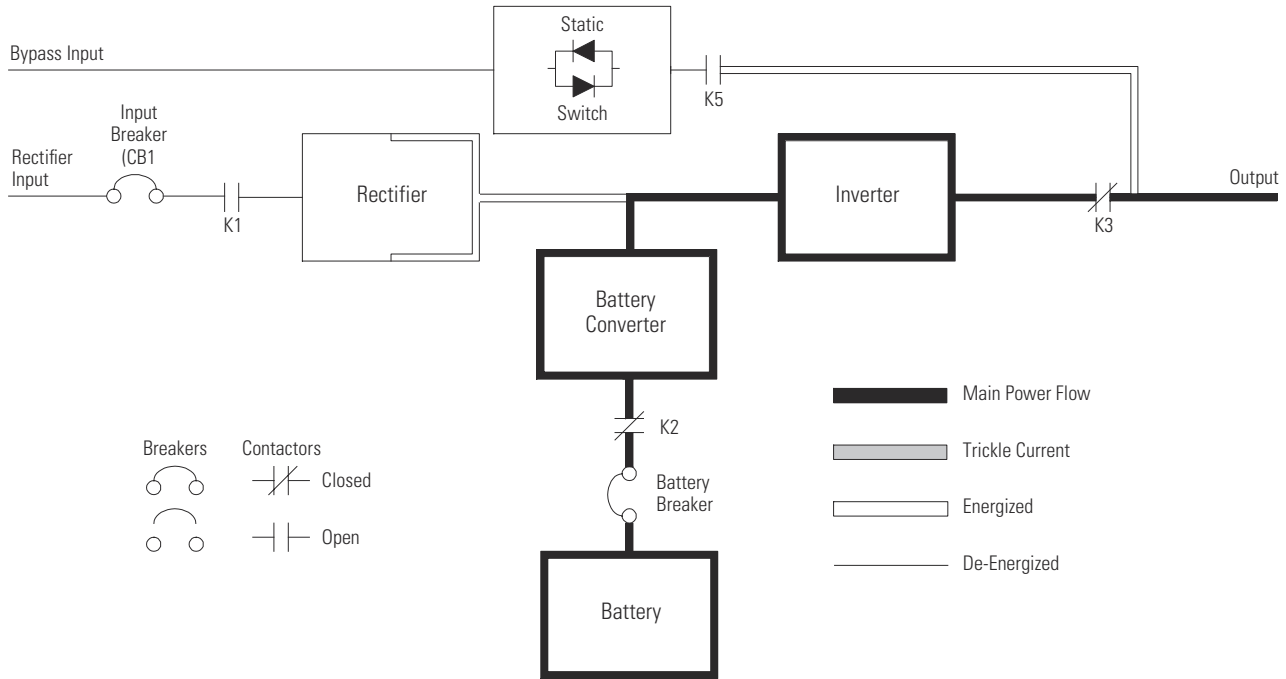 Static
Switch
Bypass Input
K5
Input
Breaker
(CB1
Rectifier
Input
K1
Rectifier
Inverter
K3
Output
Battery
Converter
K2
Battery
Breaker
Battery
Breakers
Contactors
Closed
Open
Main Power Flow
Trickle Current
Energized
De-Energized